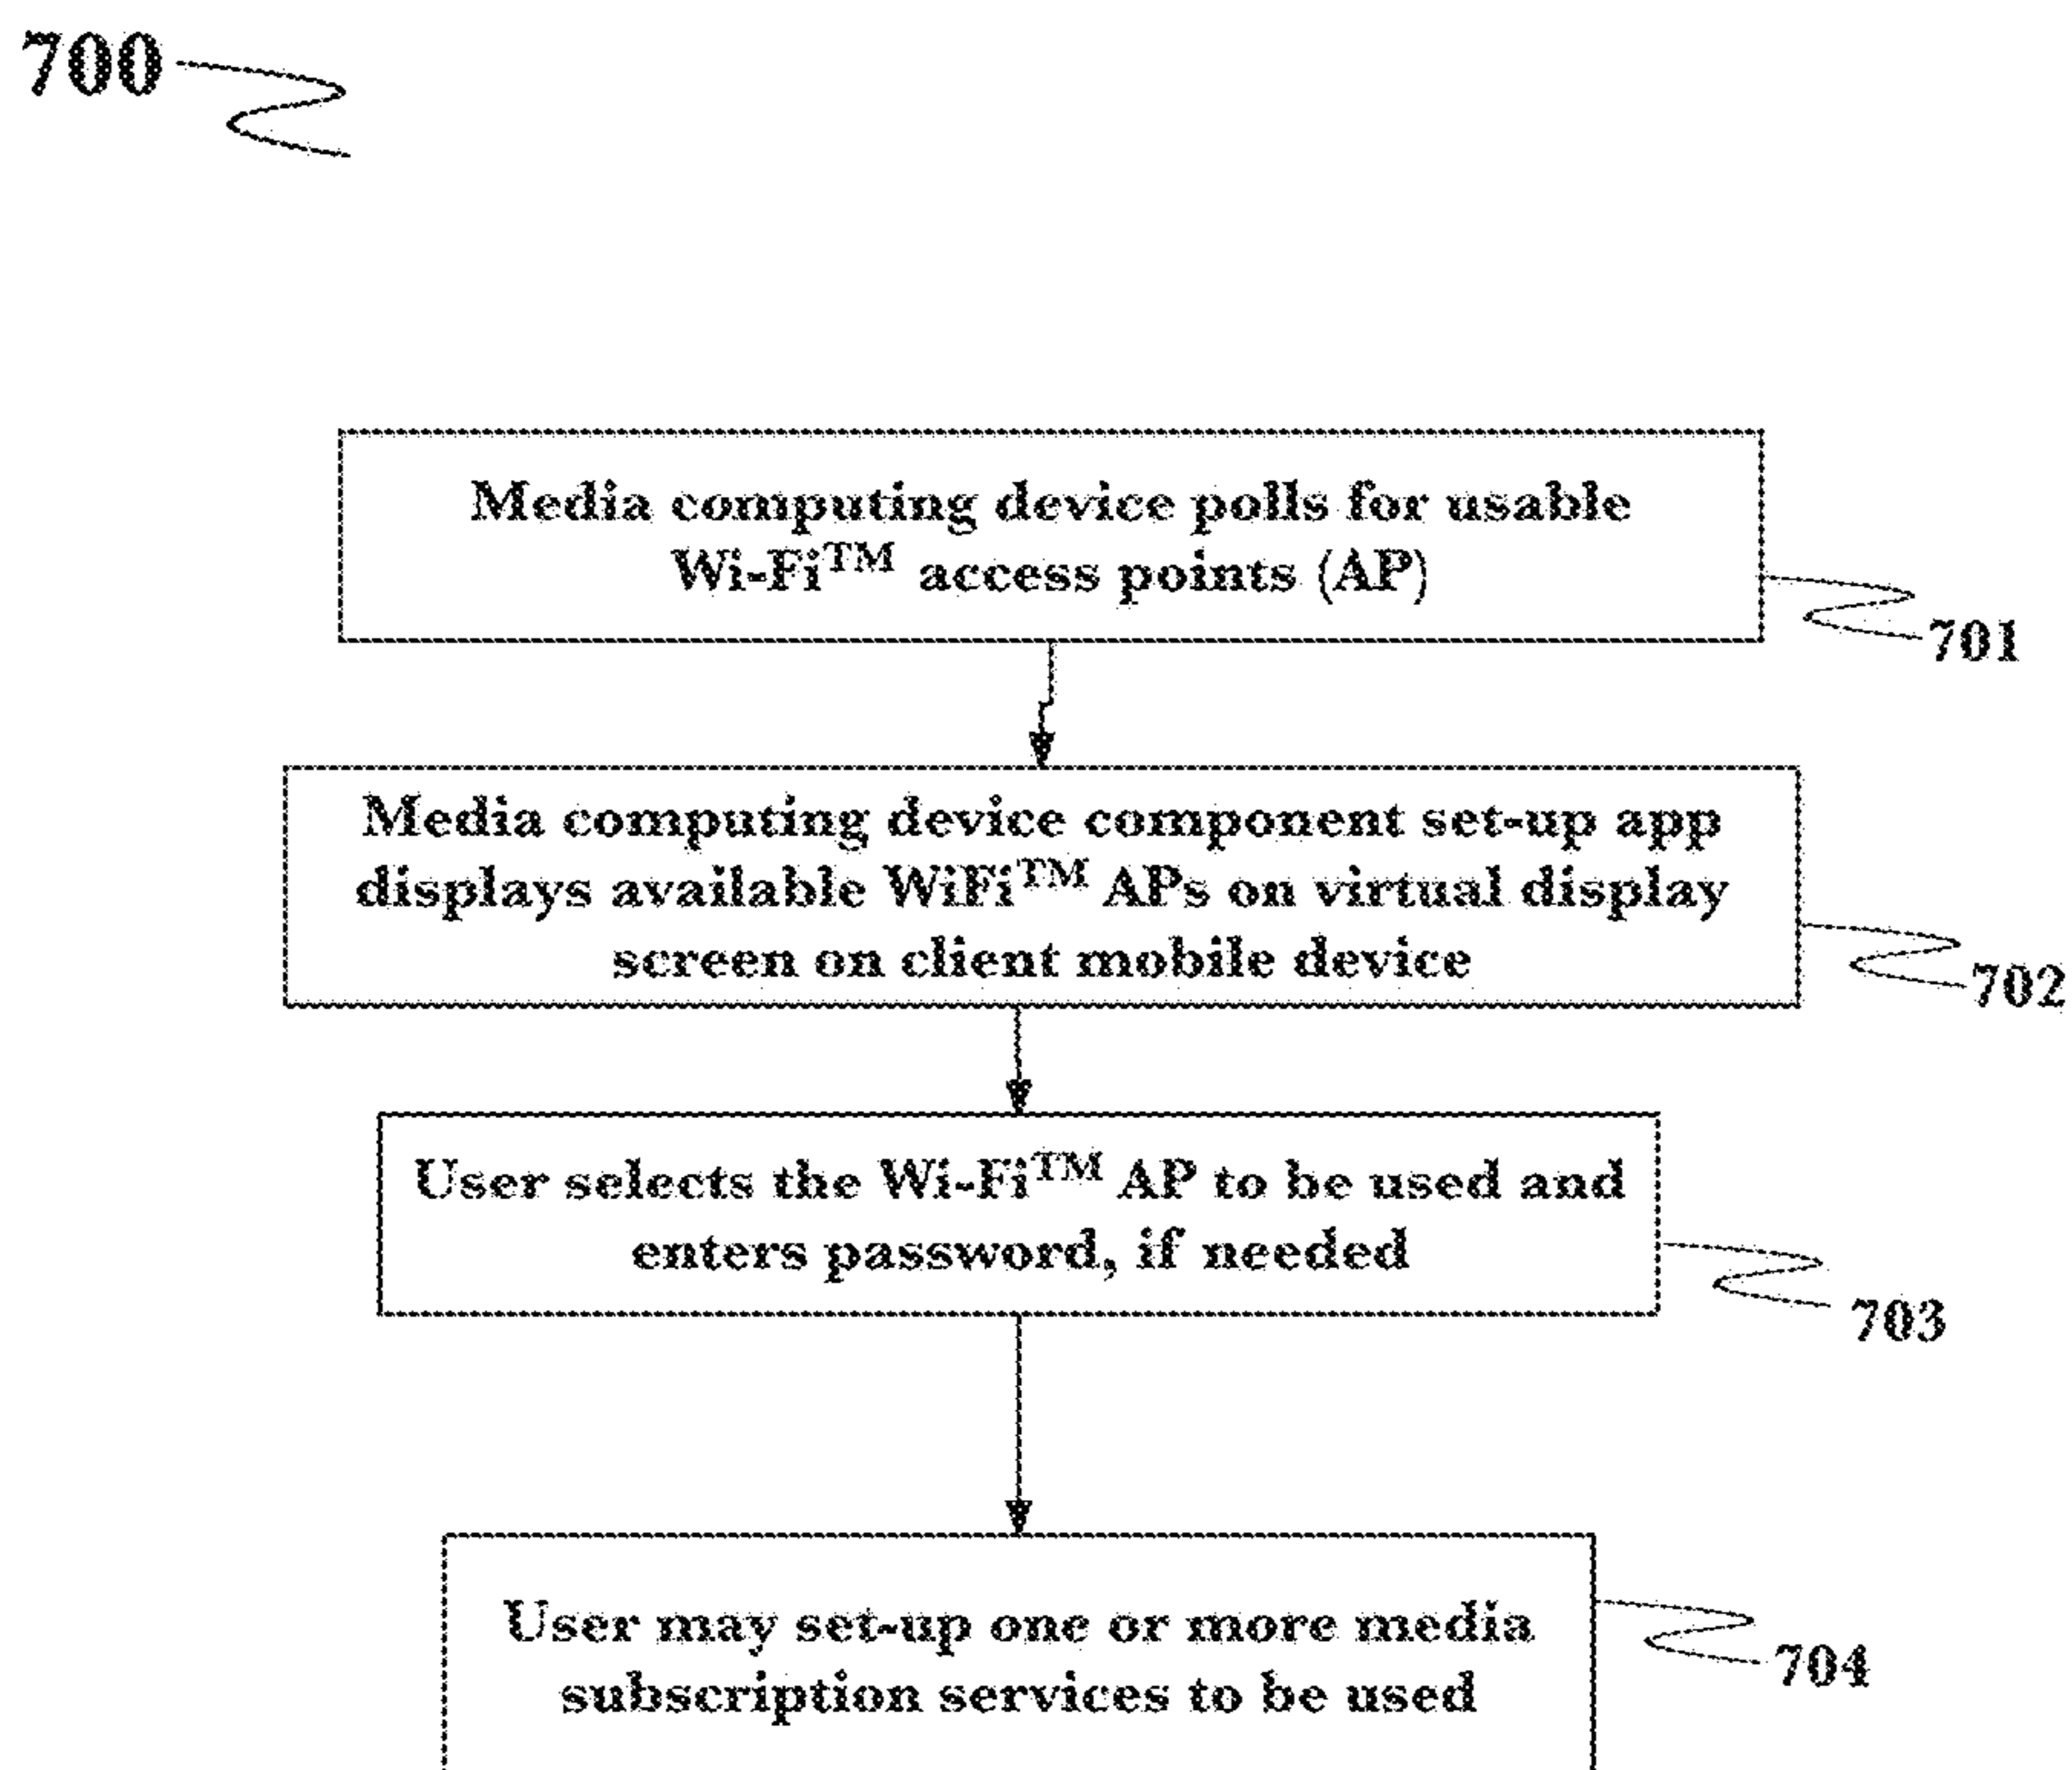 700
Media computing device polls for usable
Wi-Fi™ access points (AP)
701
Media computing device component set-up app
displays available WiFi™ APs on virtual display
screen on client mobile device
702
User selects the Wi-Fi™ AP to be used and
enters password, if needed
703
User may set-up one or more media
subscription services to be used
704